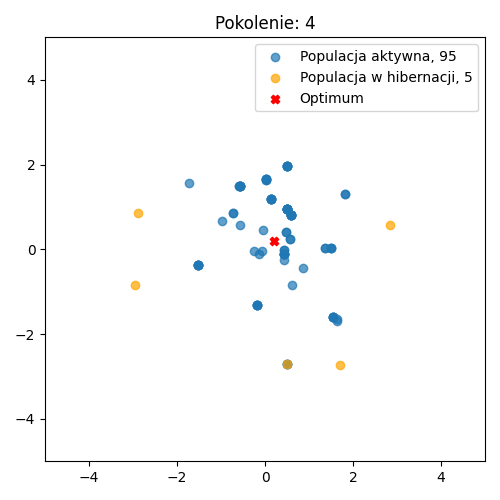 Pokolenie: 4
Populacja aktywna, 95
Populacja w hibernacji, 5
Optimum
4
2
0
−2
−4
−4 −2 0 2 4